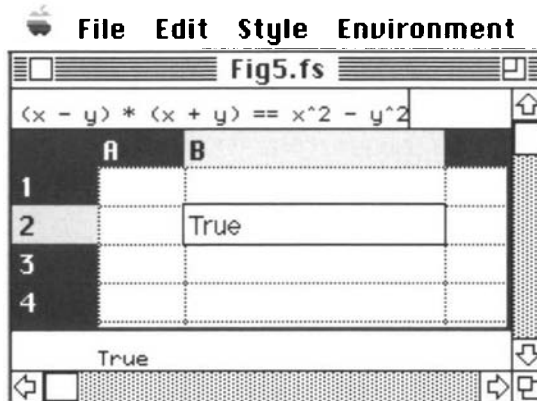 File Edit Style Environment
Fig5.fs
(x - y) * (x + y) == x^2 - y^2
A B
1
2 True
3
4
True